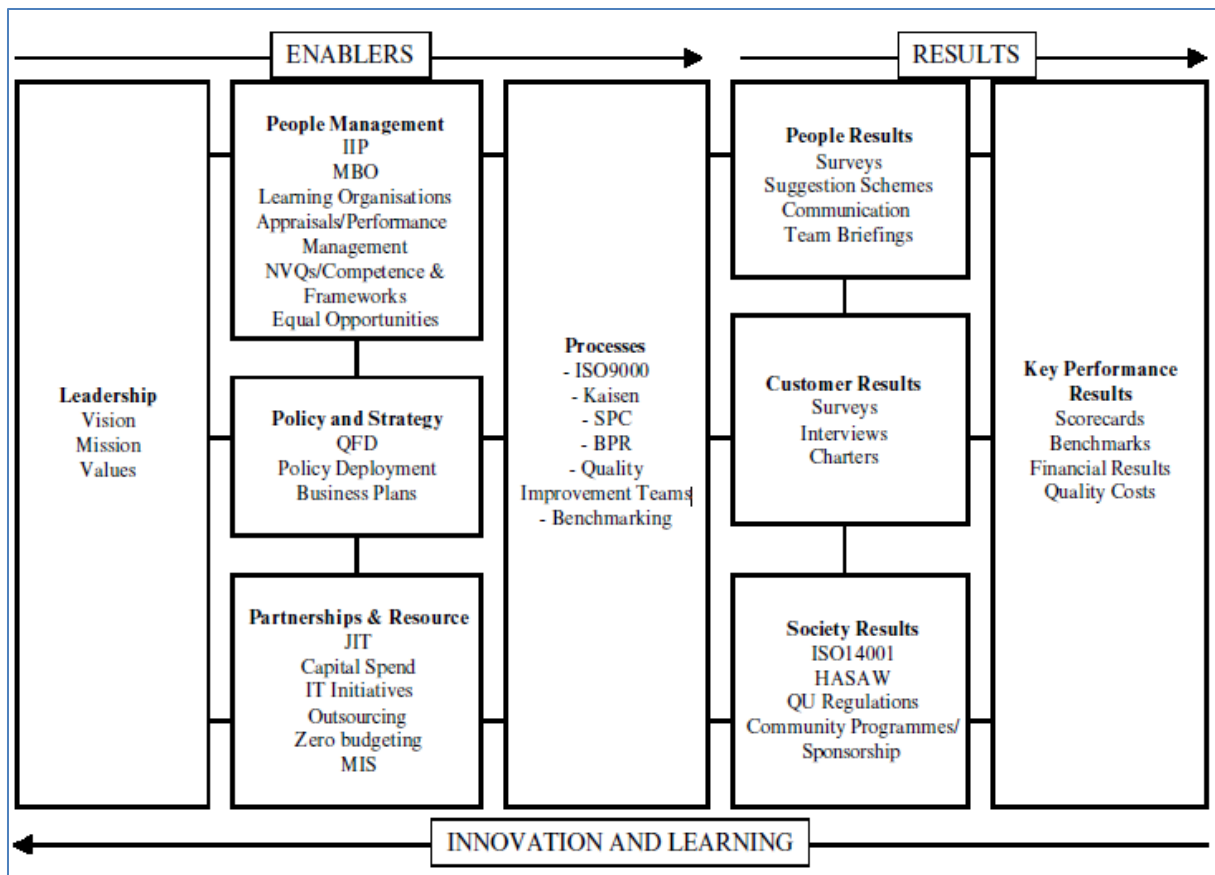 ENABLERS
RESULTS
Leadership
Vision
Mission
Values
People Management
IIP
MBO
Learning Organisations
Appraisals/Performance
Management
NVQs/Competence &
Frameworks
Equal Opportunities
Policy and Strategy
QFD
Policy Deployment
Business Plans
Partnerships & Resource
JIT
Capital Spend
IT Initiatives
Outsourcing
Zero budgeting
MIS
Processes
- ISO9000
- Kaisen
- SPC
- BPR
- Quality
Improvement Teams
- Benchmarking
People Results
Surveys
Suggestion Schemes
Communication
Team Briefings
Customer Results
Surveys
Interviews
Charters
Society Results
ISO14001
HASAW
QU Regulations
Community Programmes/
Sponsorship
Key Performance
Results
Scorecards
Benchmarks
Financial Results
Quality Costs
INNOVATION AND LEARNING